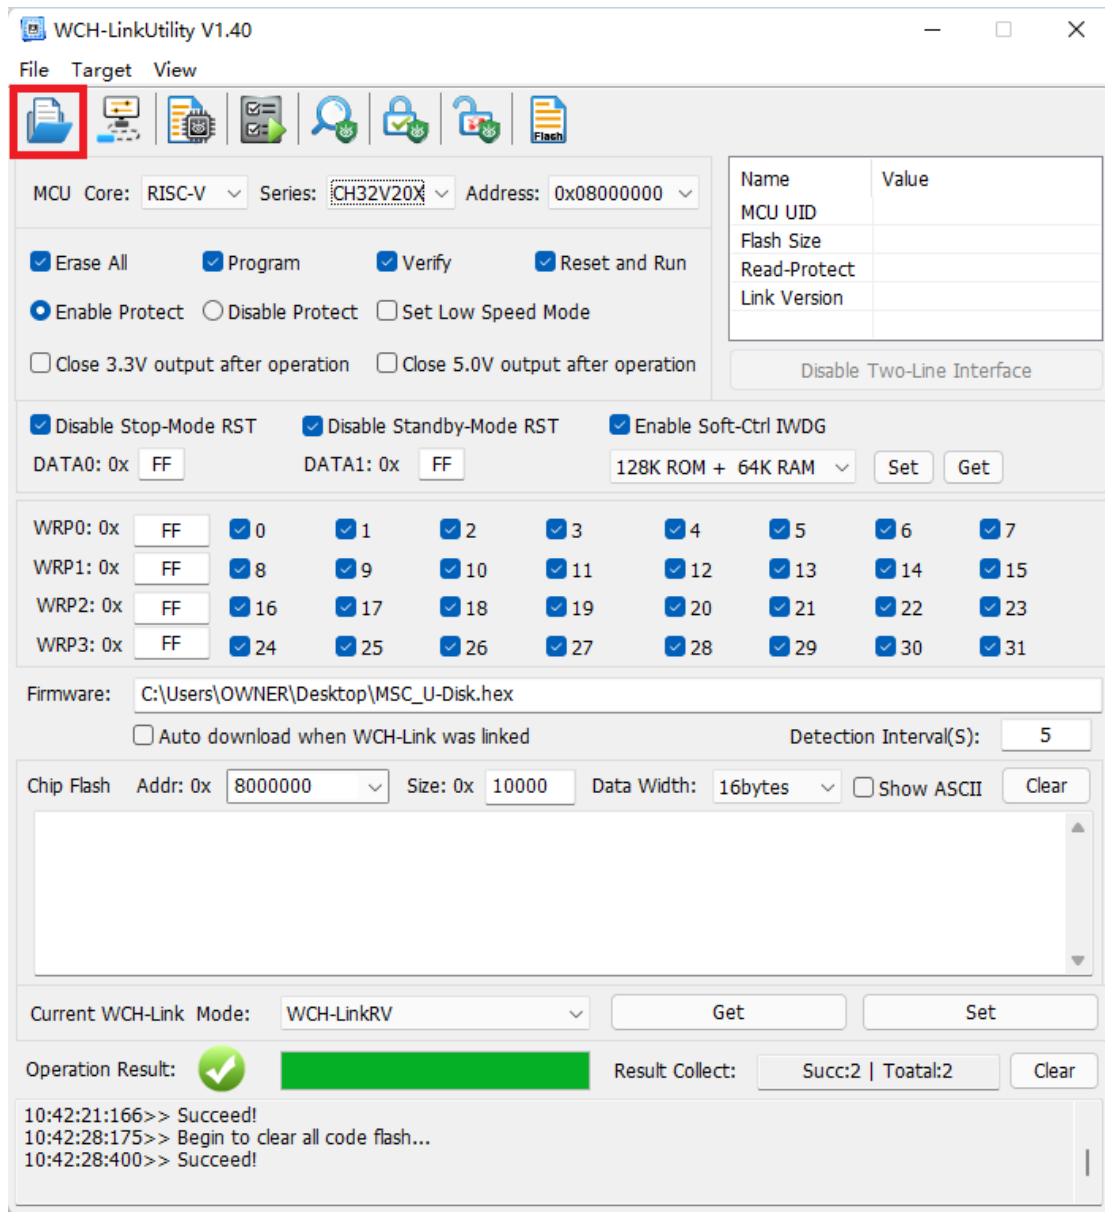 WCH-LinkUtility V1.40
File Target View
Flach
MCU Core: RISC-V Series: CH32V20X Address: 0x08000000
Name Value
MCU UID
Flash Size
Read-Protect
Link Version
Erase All Program Verify Reset and Run
Enable Protect Disable Protect Set Low Speed Mode
Close 3.3V output after operation Close 5.0V output after operation
Disable Two-Line Interface
Disable Stop-Mode RST Disable Standby-Mode RST Enable Soft-Ctrl IWDG
DATA0: 0x FF DATA1: 0x FF 128K ROM + 64K RAM Set Get
WRP0: 0x FF 0 1 2 3 4 5 6 7
WRP1: 0x FF 8 9 10 11 12 13 14 15
WRP2: 0x FF 16 17 18 19 20 21 22 23
WRP3: 0x FF 24 25 26 27 28 29 30 31
Firmware: C:\Users\OWNER\Desktop\MSC_U-Disk.hex
Auto download when WCH-Link was linked Detection Interval(S): 5
Chip Flash Addr: 0x 8000000 Size: 0x 10000 Data Width: 16bytes Show ASCII Clear
Current WCH-Link Mode: WCH-LinkRV Get Set
Operation Result: Result Collect: Succ:2 | Toatal:2 Clear
10:42:21:166>> Succeed!
10:42:28:175>> Begin to clear all code flash...
10:42:28:400>> Succeed!